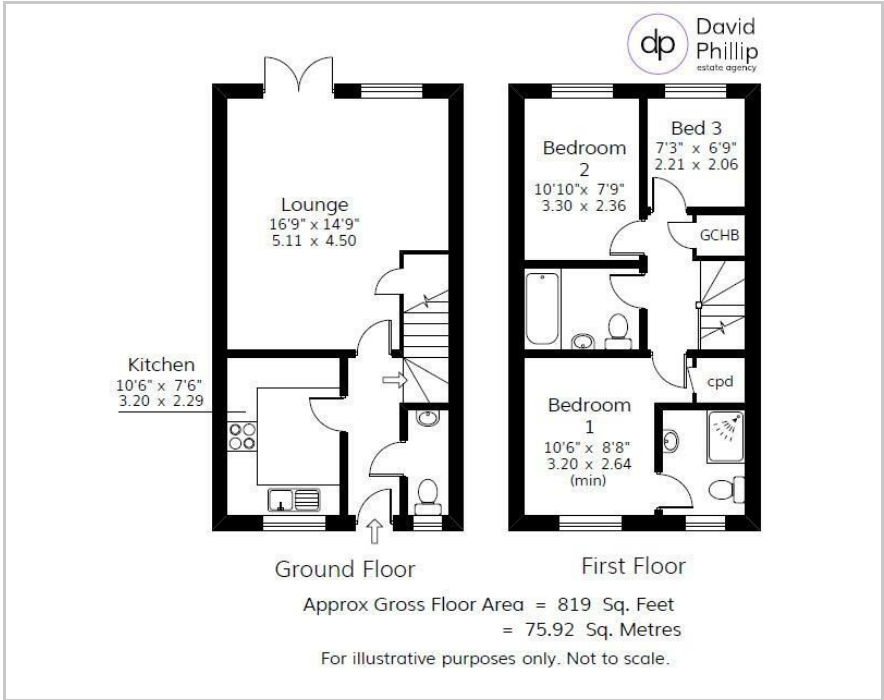 dp
David
Phillip
estate agency
Lounge
16'9" x 14'9"
5.11 x 4.50
Kitchen
10'6" x 7'6"
3.20 x 2.29
Bedroom
2
10'10"x 7'9"
3.30 x 2.36
Bed 3
7'3" x 6'9"
2.21 x 2.06
GCHB
cpd
Bedroom
1
10'6" x 8'8"
3.20 x 2.64
(min)
Ground Floor
First Floor
Approx Gross Floor Area = 819 Sq. Feet
= 75.92 Sq. Metres
For illustrative purposes only. Not to scale.